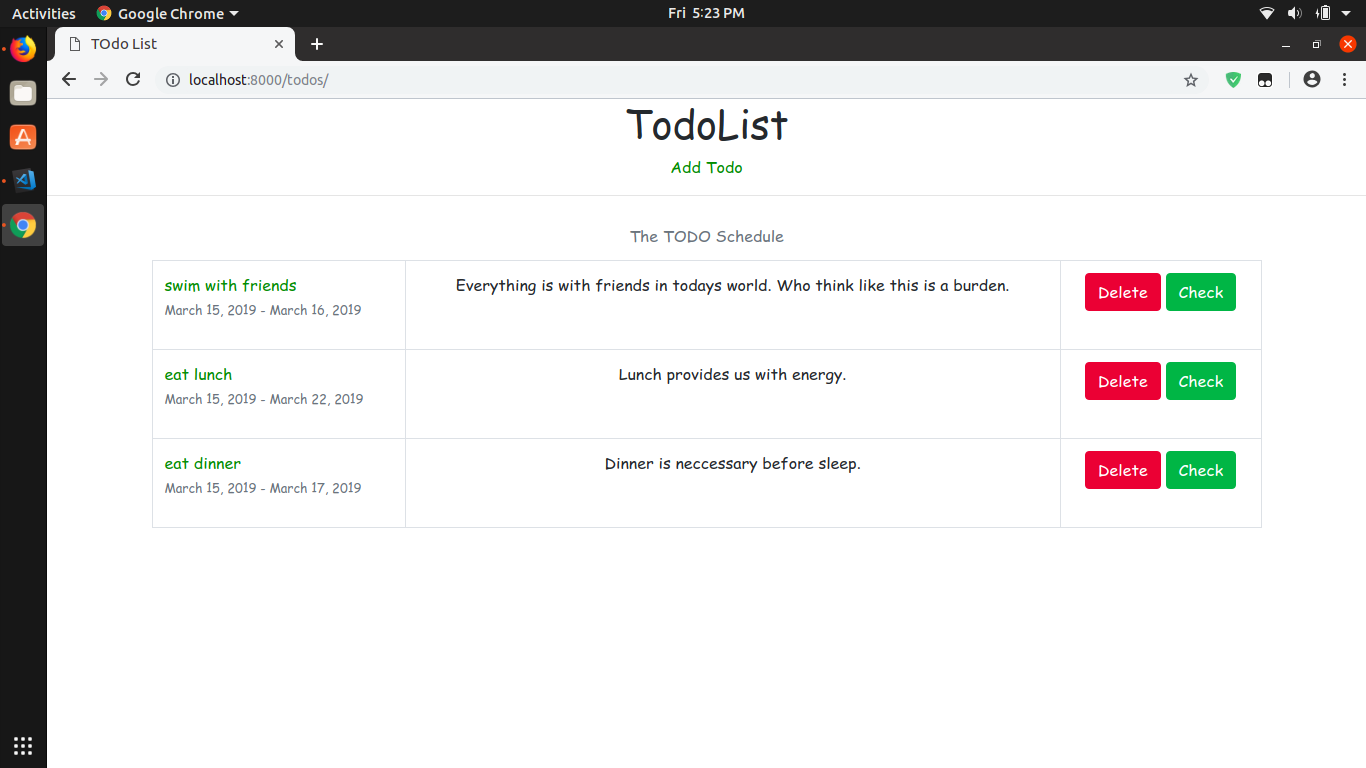 Activities Google Chrome Fri 5:23 PM
TOdo List
localhost:8000/todos/
TodoList
Add Todo
The TODO Schedule
swim with friends Everything is with friends in todays world. Who think like this is a burden. Delete Check
March 15, 2019 - March 16, 2019
eat lunch Lunch provides us with energy. Delete Check
March 15, 2019 - March 22, 2019
eat dinner Dinner is neccessary before sleep. Delete Check
March 15, 2019 - March 17, 2019